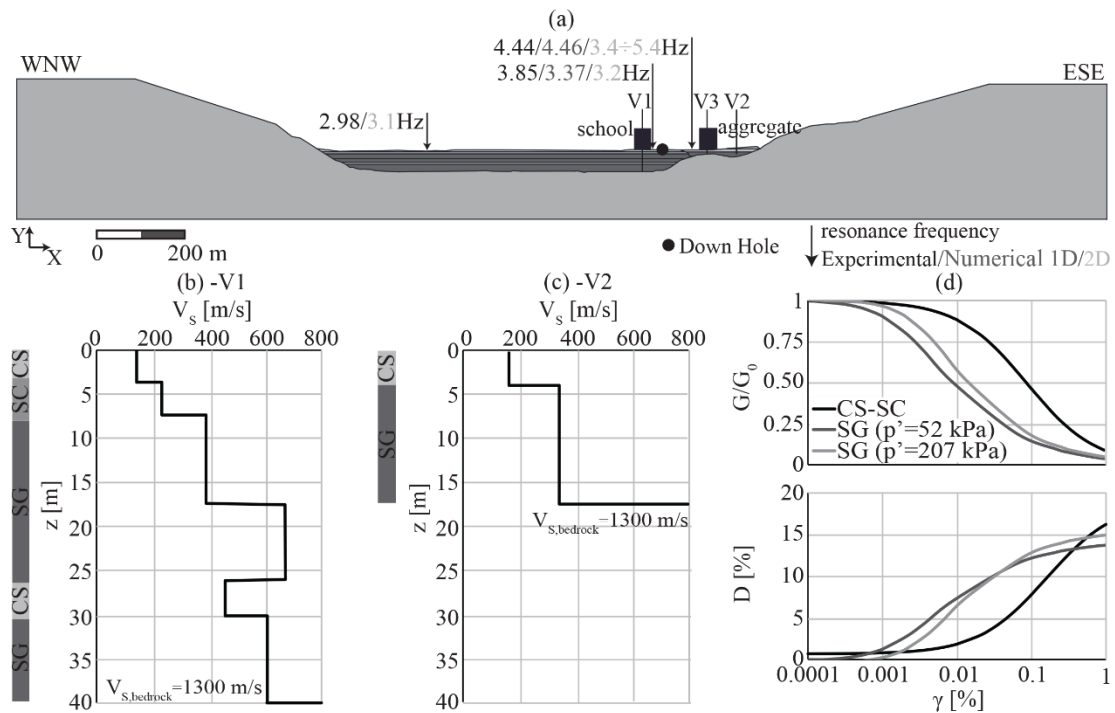 (a)
4.44/4.46/3.4÷5.4Hz
WNW
ESE
3.85/3.37/3.2Hz
V1
V3 V2
2.98/3.1Hz
school
aggregate
Y
X
0 200 m
Down Hole
resonance frequency
Experimental/Numerical 1D/2D
(b) -V1
(c) -V2
(d)
V_S [m/s]
V_S [m/s]
0 200 400 600 800
0 200 400 600 800
CS
SC
SG
CS
SG
0
5
10
15
20
25
30
35
40
z [m]
V_S,bedrock=1300 m/s
CS
SG
0
5
10
15
20
25
30
35
40
z [m]
V_S,bedrock=1300 m/s
1
0.75
0.50
0.25
0
G/G_0
CS-SC
SG (p’=52 kPa)
SG (p’=207 kPa)
20
15
10
5
0
D [%]
0.0001 0.001 0.01 0.1 1
γ [%]